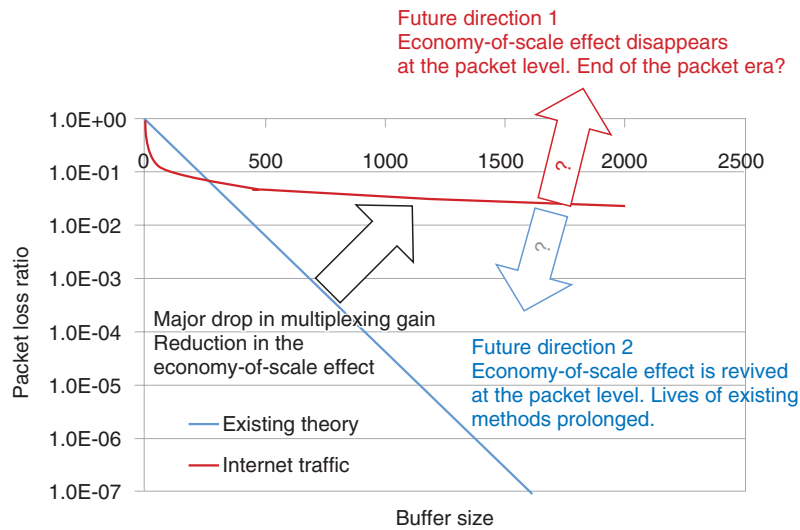 Future direction 1
Economy-of-scale effect disappears
at the packet level. End of the packet era?
1.0E+00
0
500
1000
1500
2000
2500
1.0E-01
1.0E-02
1.0E-03
1.0E-04
1.0E-05
1.0E-06
1.0E-07
?
?
Packet loss ratio
Major drop in multiplexing gain
Reduction in the
economy-of-scale effect
Future direction 2
Economy-of-scale effect is revived
at the packet level. Lives of existing
methods prolonged.
Existing theory
Internet traffic
Buffer size